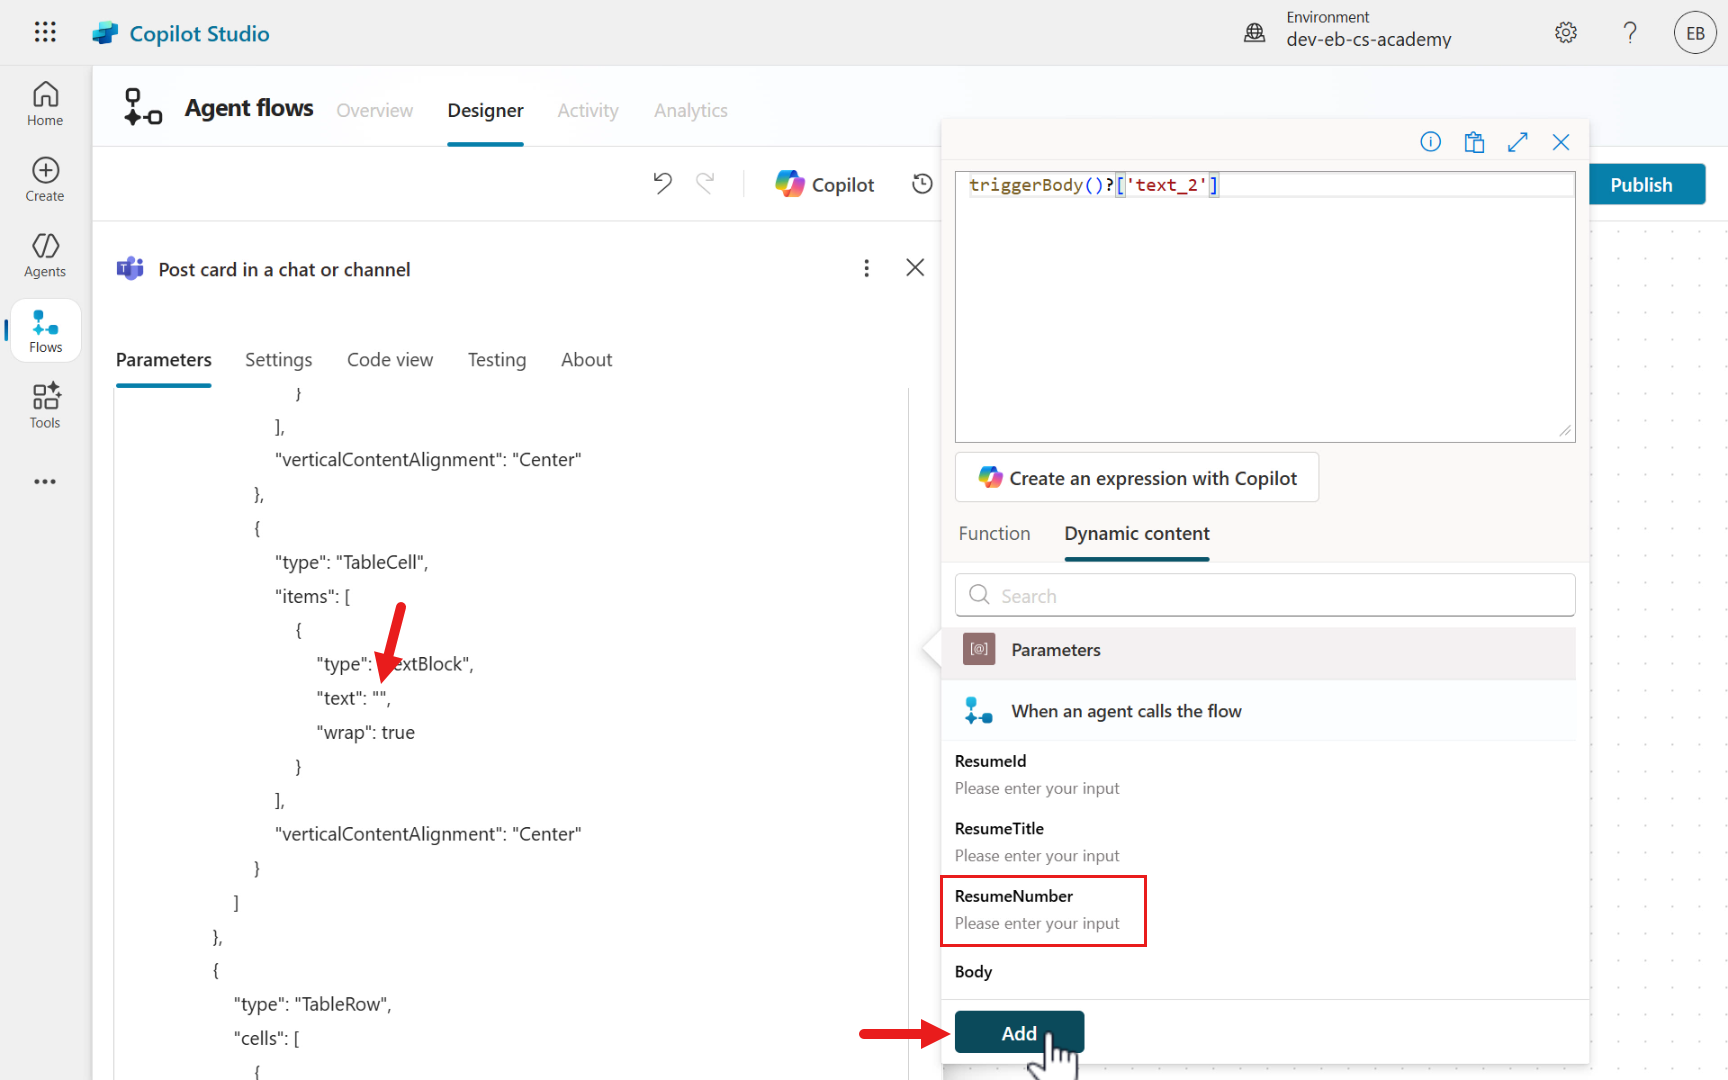 Copilot Studio
Environment
dev-eb-cs-academy
EB
Home
Create
Agents
Flows
Tools
Agent flows
Overview
Designer
Activity
Analytics
Copilot
Publish
Post card in a chat or channel
Parameters
Settings
Code view
Testing
About
}
],
"verticalContentAlignment": "Center"
},
{
"type": "TableCell",
"items": [
{
"type": extBlock",
"text": "",
"wrap": true
}
],
"verticalContentAlignment": "Center"
}
]
},
{
"type": "TableRow",
"cells": [
{
triggerBody()?['text_2']
Create an expression with Copilot
Function
Dynamic content
Search
[@]
Parameters
When an agent calls the flow
ResumeId
Please enter your input
ResumeTitle
Please enter your input
ResumeNumber
Please enter your input
Body
Add